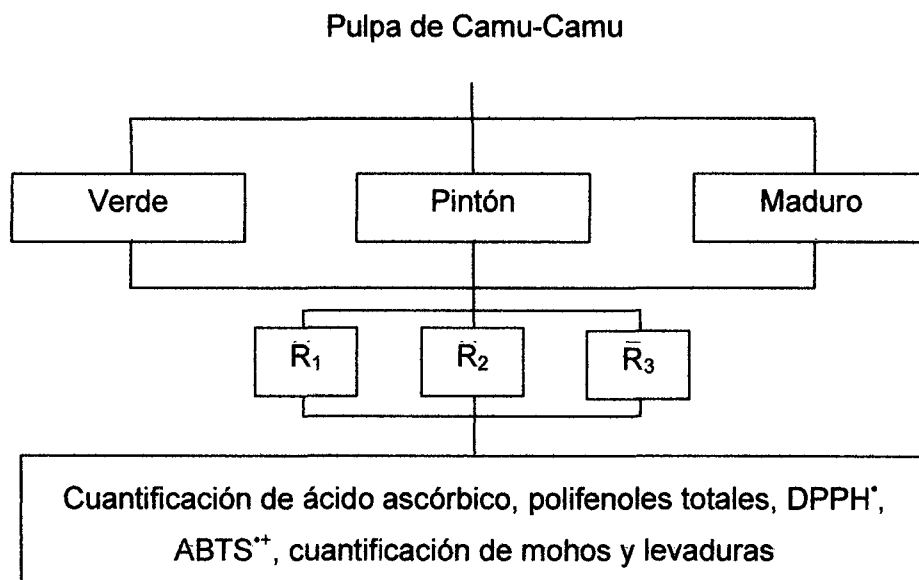 Pulpa de Camu-Camu
Verde Pintón Maduro
R₁ R₂ R₃
Cuantificación de ácido ascórbico, polifenoles totales, DPPH•,
ABTS•+, cuantificación de mohos y levaduras